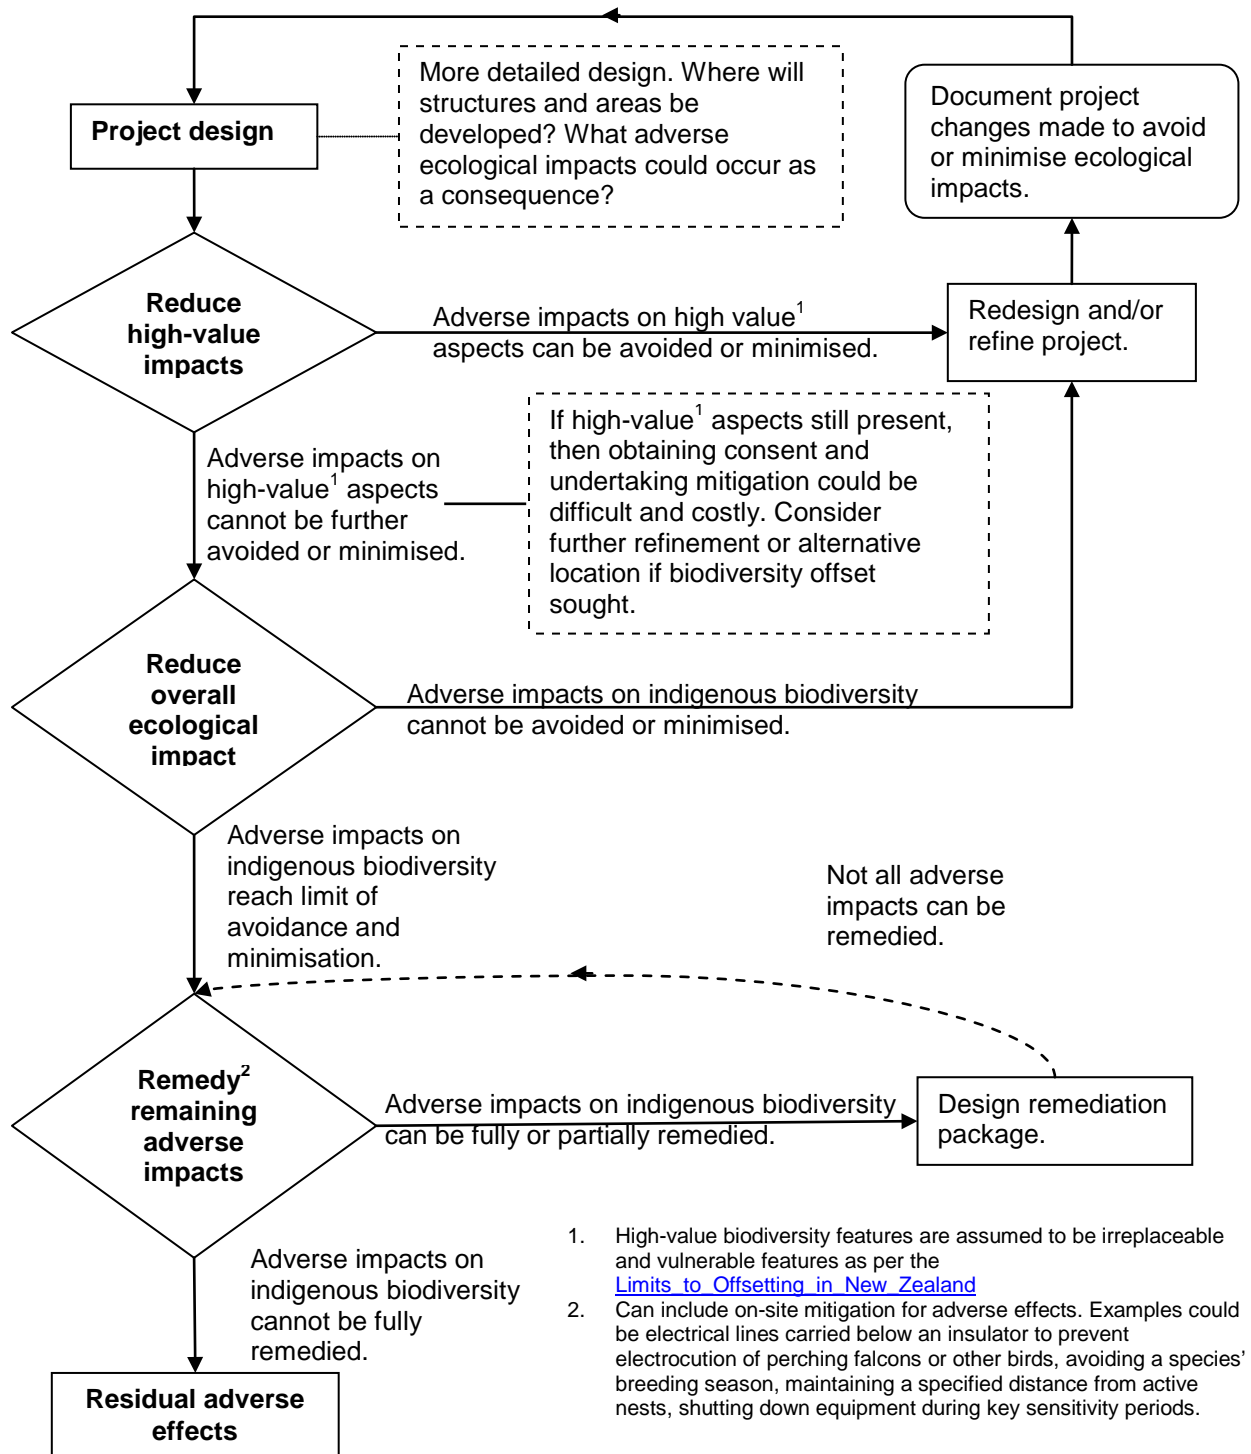 Project design
More detailed design. Where will
structures and areas be
developed? What adverse
ecological impacts could occur as
a consequence?
Document project
changes made to avoid
or minimise ecological
impacts.
Reduce
high-value
impacts
Adverse impacts on high value¹
aspects can be avoided or minimised.
Redesign and/or
refine project.
Adverse impacts on
high-value¹ aspects
cannot be further
avoided or minimised.
If high-value¹ aspects still present,
then obtaining consent and
undertaking mitigation could be
difficult and costly. Consider
further refinement or alternative
location if biodiversity offset
sought.
Reduce
overall
ecological
impact
Adverse impacts on indigenous biodiversity
cannot be avoided or minimised.
Adverse impacts on
indigenous biodiversity
reach limit of
avoidance and
minimisation.
Not all adverse
impacts can be
remedied.
Remedy²
remaining
adverse
impacts
Adverse impacts on indigenous biodiversity
can be fully or partially remedied.
Design remediation
package.
Adverse impacts on
indigenous biodiversity
cannot be fully
remedied.
Residual adverse
effects
1. High-value biodiversity features are assumed to be irreplaceable
and vulnerable features as per the
Limits_to_Offsetting_in_New_Zealand
2. Can include on-site mitigation for adverse effects. Examples could
be electrical lines carried below an insulator to prevent
electrocution of perching falcons or other birds, avoiding a species'
breeding season, maintaining a specified distance from active
nests, shutting down equipment during key sensitivity periods.